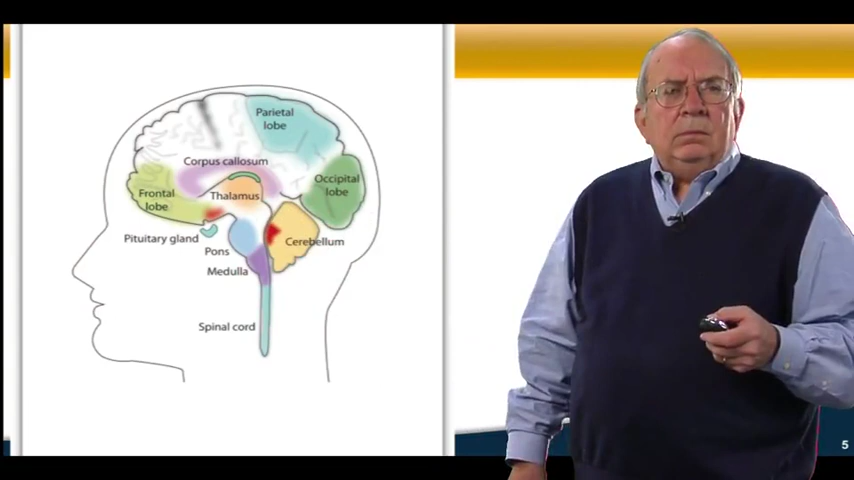 Parietal
lobe
Corpus callosum
Occipital
lobe
Frontal
lobe
Thalamus
Pituitary gland
Cerebellum
Pons
Medulla
Spinal cord
5